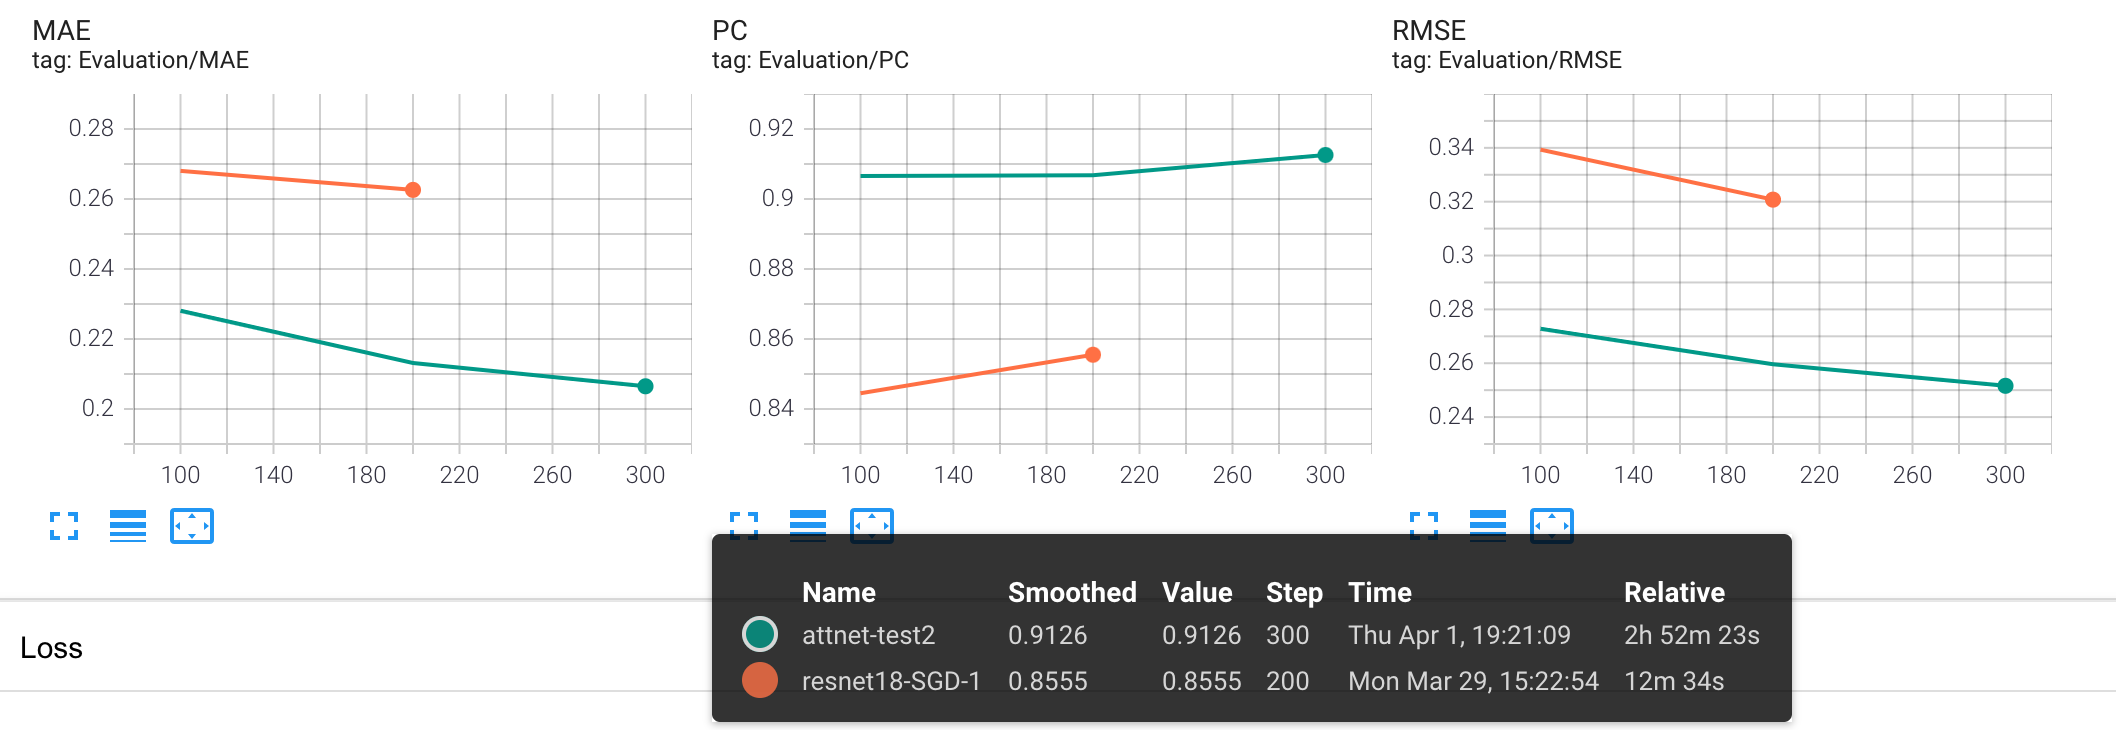 MAE
tag: Evaluation/MAE
0.28
0.26
0.24
0.22
0.2
100 140 180 220 260 300
PC
tag: Evaluation/PC
0.92
0.9
0.88
0.86
0.84
100 140 180 220 260 300
RMSE
tag: Evaluation/RMSE
0.34
0.32
0.3
0.28
0.26
0.24
100 140 180 220 260 300
Name Smoothed Value Step Time Relative
attnet-test2 0.9126 0.9126 300 Thu Apr 1, 19:21:09 2h 52m 23s
resnet18-SGD-1 0.8555 0.8555 200 Mon Mar 29, 15:22:54 12m 34s
Loss